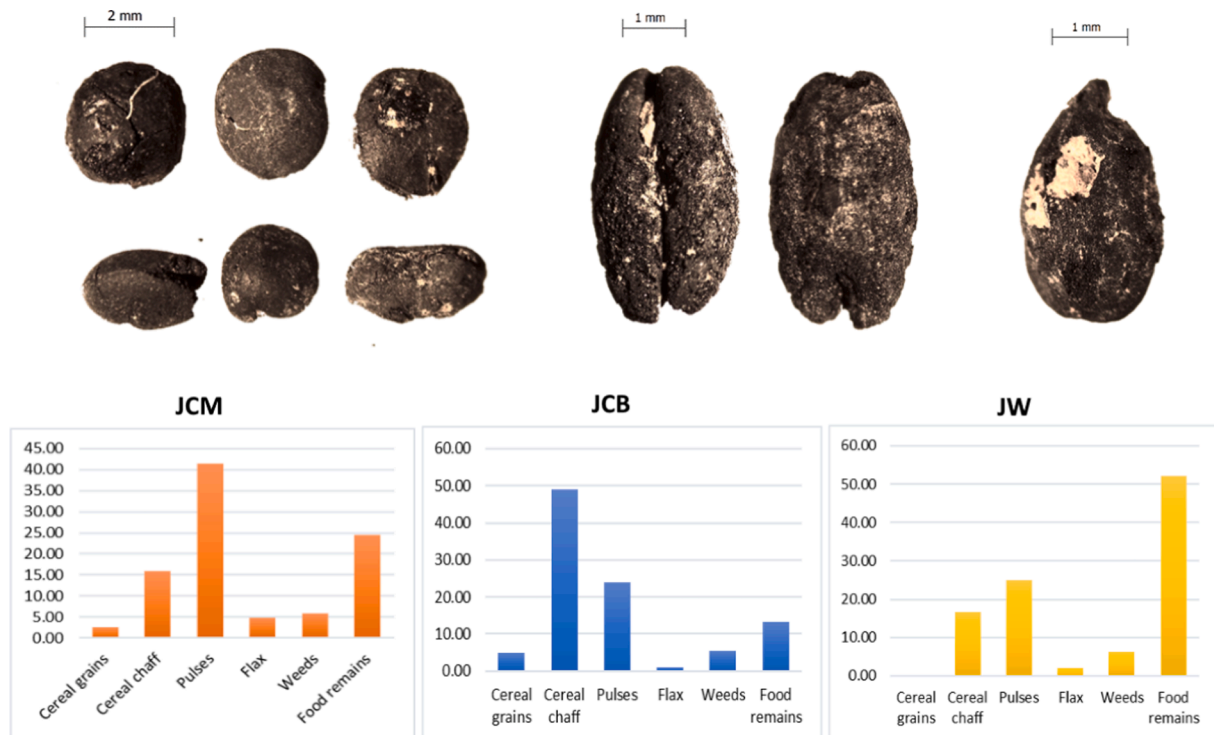 2 mm
1 mm
1 mm
JCM
45.00
40.00
35.00
30.00
25.00
20.00
15.00
10.00
5.00
0.00
Cereal grains
Cereal chaff
Pulses
Flax
Weeds
Food remains
JCB
60.00
50.00
40.00
30.00
20.00
10.00
0.00
Cereal
grains
Cereal
chaff
Pulses
Flax
Weeds
Food
remains
JW
60.00
50.00
40.00
30.00
20.00
10.00
0.00
Cereal
grains
Cereal
chaff
Pulses
Flax
Weeds
Food
remains